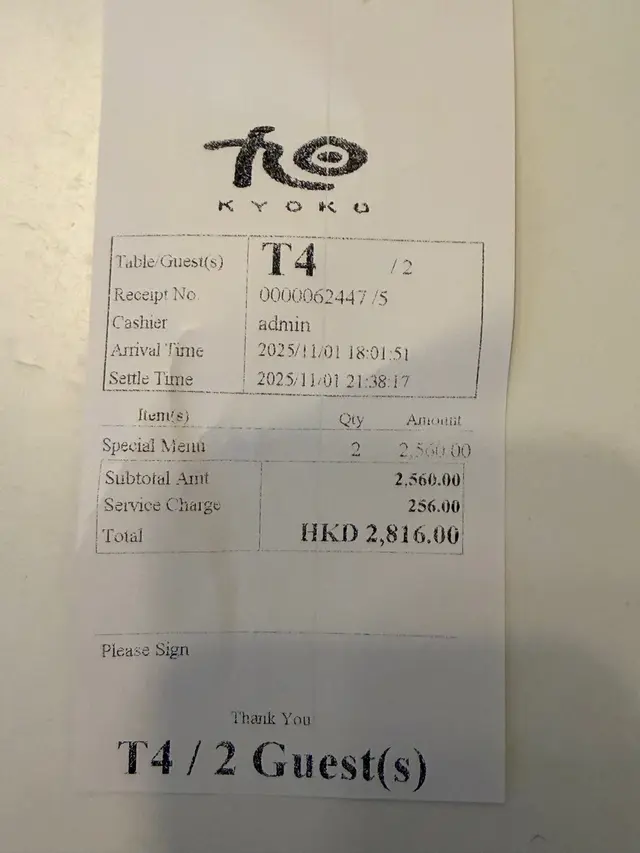 KYOKU
Table/Guest(s) T4 / 2
Receipt No. 0000062447 /5
Cashier admin
Arrival Time 2025/11/01 18:01:51
Settle Time 2025/11/01 21:38:17
Item(s) Qty Amount
Special Menu 2 2,560.00
Subtotal Amt 2,560.00
Service Charge 256.00
Total HKD 2,816.00
Please Sign
Thank You
T4 / 2 Guest(s)